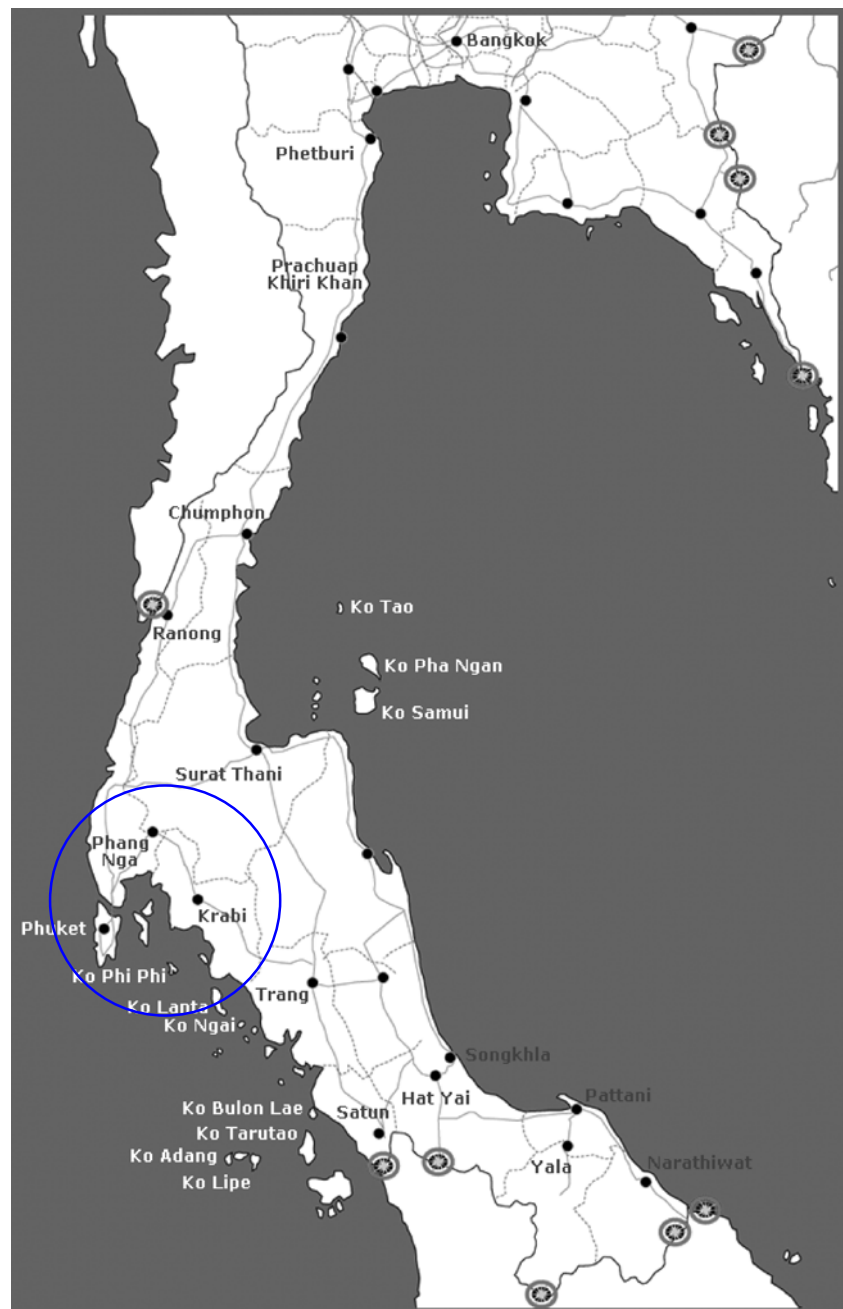 Bangkok
Phetburi
Prachuap
Khiri Khan
Chumphon
Ko Tao
Ranong
Ko Pha Ngan
Ko Samui
Surat Thani
Phang
Nga
Krabi
Phuket
Ko Phi Phi
Trang
Ko Lanta
Ko Ngai
Songkhla
Hat Yai
Pattani
Ko Bulon Lae
Satun
Ko Tarutao
Ko Adang
Yala
Narathiwat
Ko Lipe